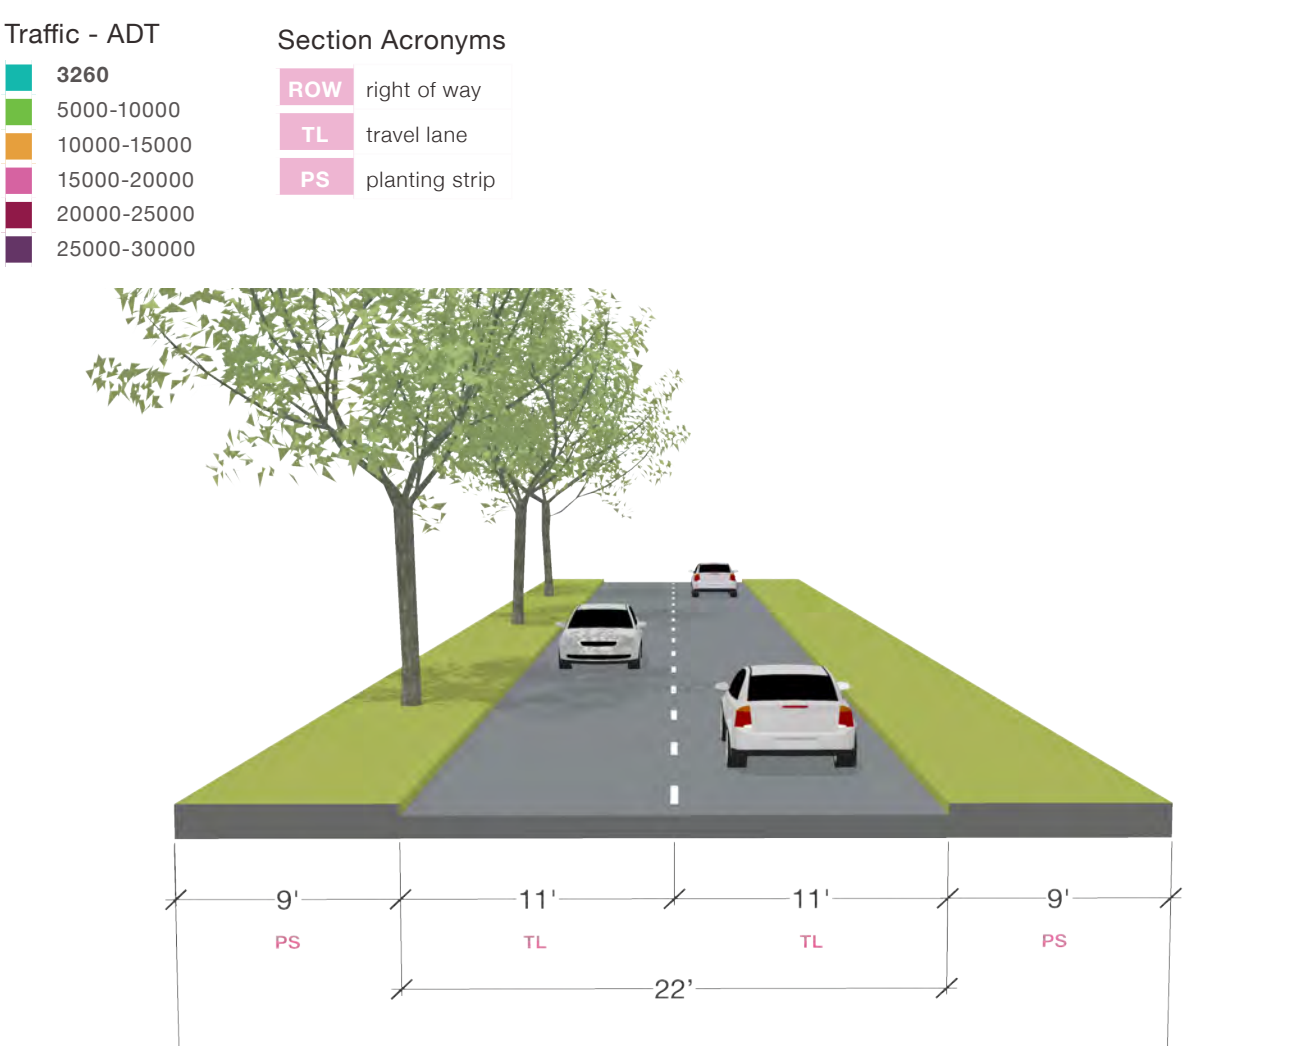 Traffic - ADT
3260
5000-10000
10000-15000
15000-20000
20000-25000
25000-30000
Section Acronyms
ROW right of way
TL travel lane
PS planting strip
9' 11' 11' 9'
PS TL TL PS
22’